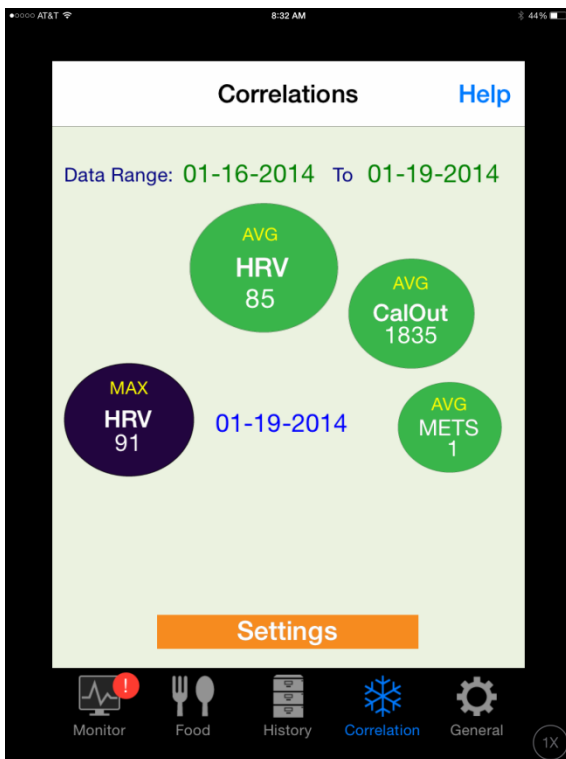 AT&T 8:32 AM 44%
Correlations Help
Data Range: 01-16-2014 To 01-19-2014
AVG
HRV
85
AVG
CalOut
1835
MAX
HRV
91
01-19-2014
AVG
METS
1
Settings
!
Monitor Food History Correlation General
1X